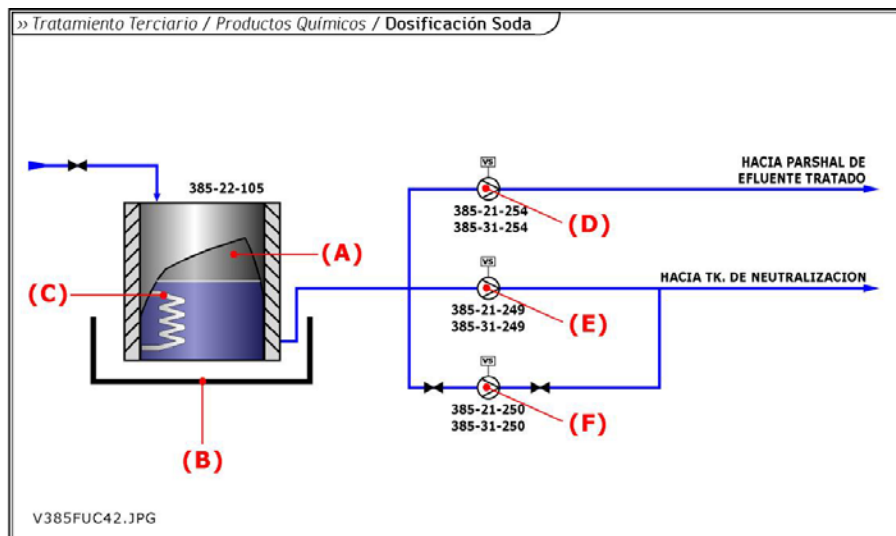 » Tratamiento Terciario / Productos Químicos / Dosificación Soda
385-22-105
(A)
(C)
(B)
VS
385-21-254
385-31-254
(D)
HACIA PARSHAL DE
EFLUENTE TRATADO
VS
385-21-249
385-31-249
(E)
HACIA TK. DE NEUTRALIZACION
VS
385-21-250
385-31-250
(F)
V385FUC42.JPG